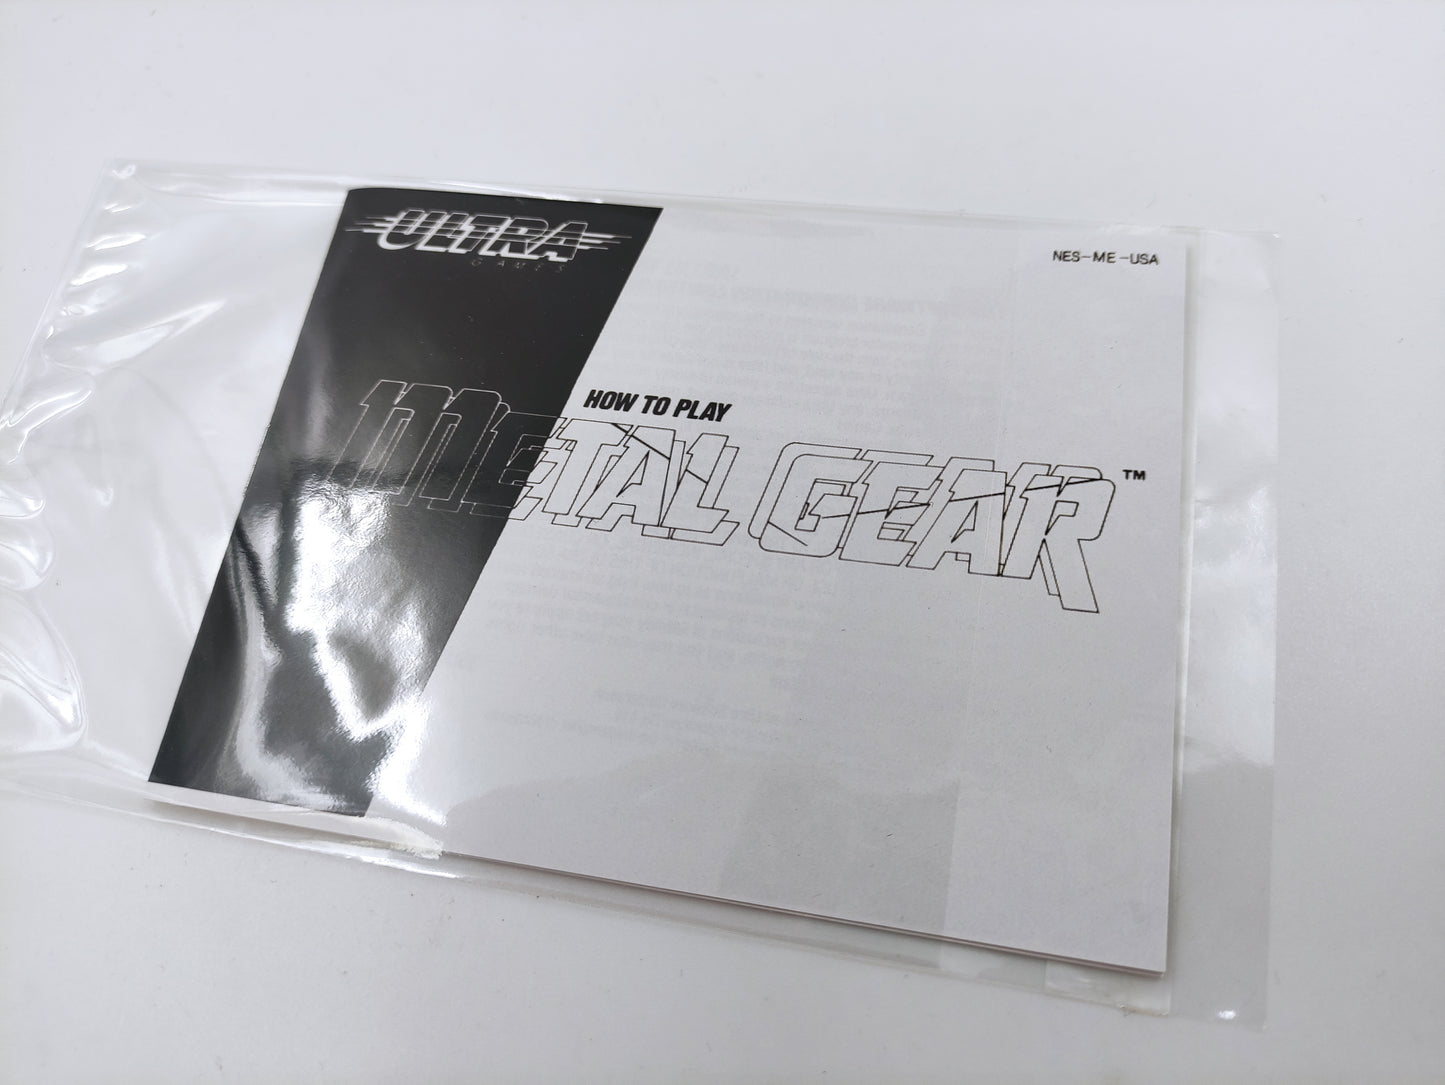 ULTRA
GAMES
NES-ME-USA
HOW TO PLAY
METAL GEAR™